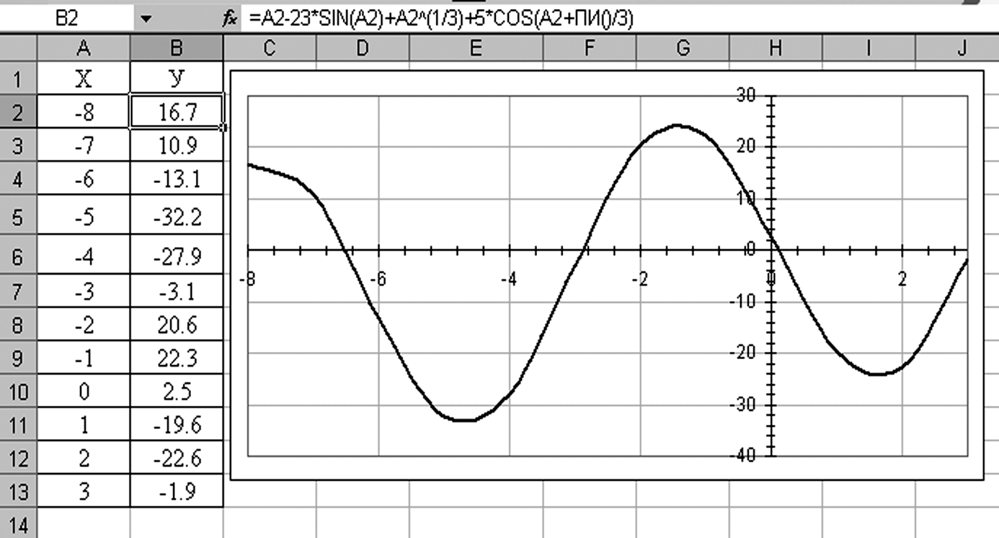 B2 fx =A2-23*SIN(A2)+A2^(1/3)+5*COS(A2+ПИ()/3)
A B C D E F G H I J
1 X У
2 -8 16.7
3 -7 10.9
4 -6 -13.1
5 -5 -32.2
6 -4 -27.9
7 -3 -3.1
8 -2 20.6
9 -1 22.3
10 0 2.5
11 1 -19.6
12 2 -22.6
13 3 -1.9
14
30
20
10
0
-8 -6 -4 -2 0 2
-10
-20
-30
-40